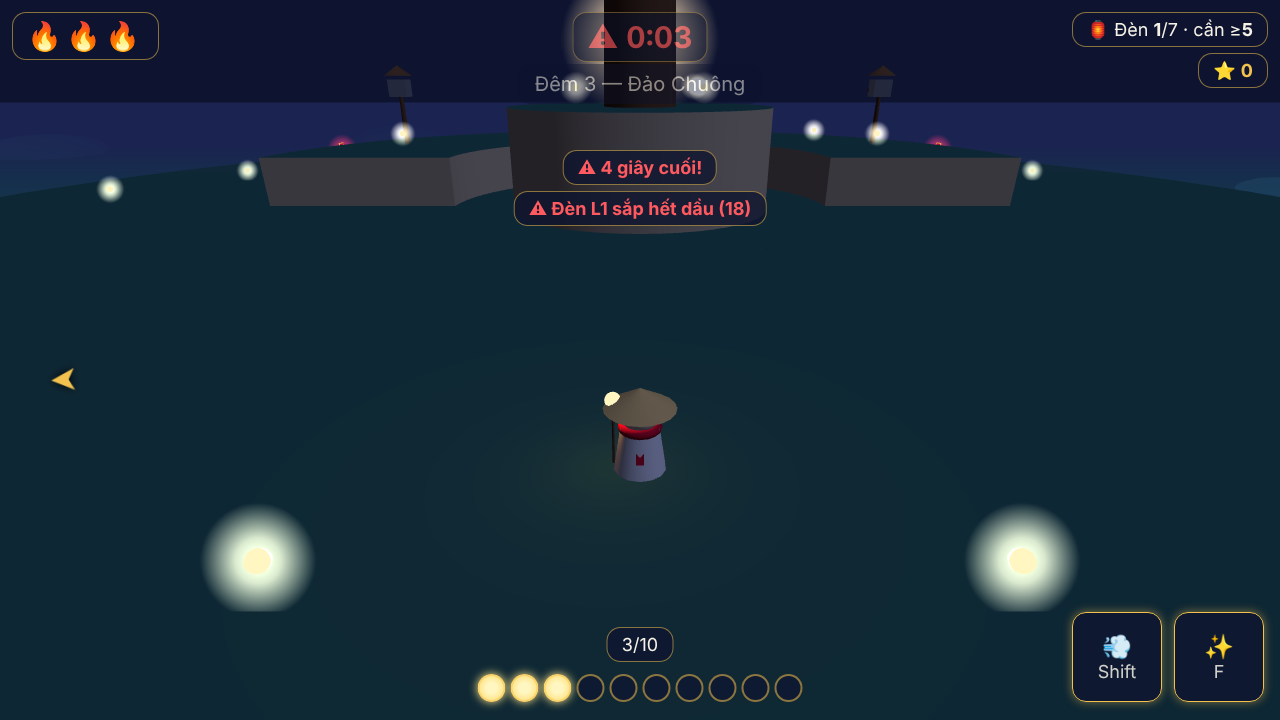 0:03
Đêm 3 — Đảo Chuông
Đèn 1/7 · cần ≥5
0
4 giây cuối!
Đèn L1 sắp hết dầu (18)
3/10
Shift
F